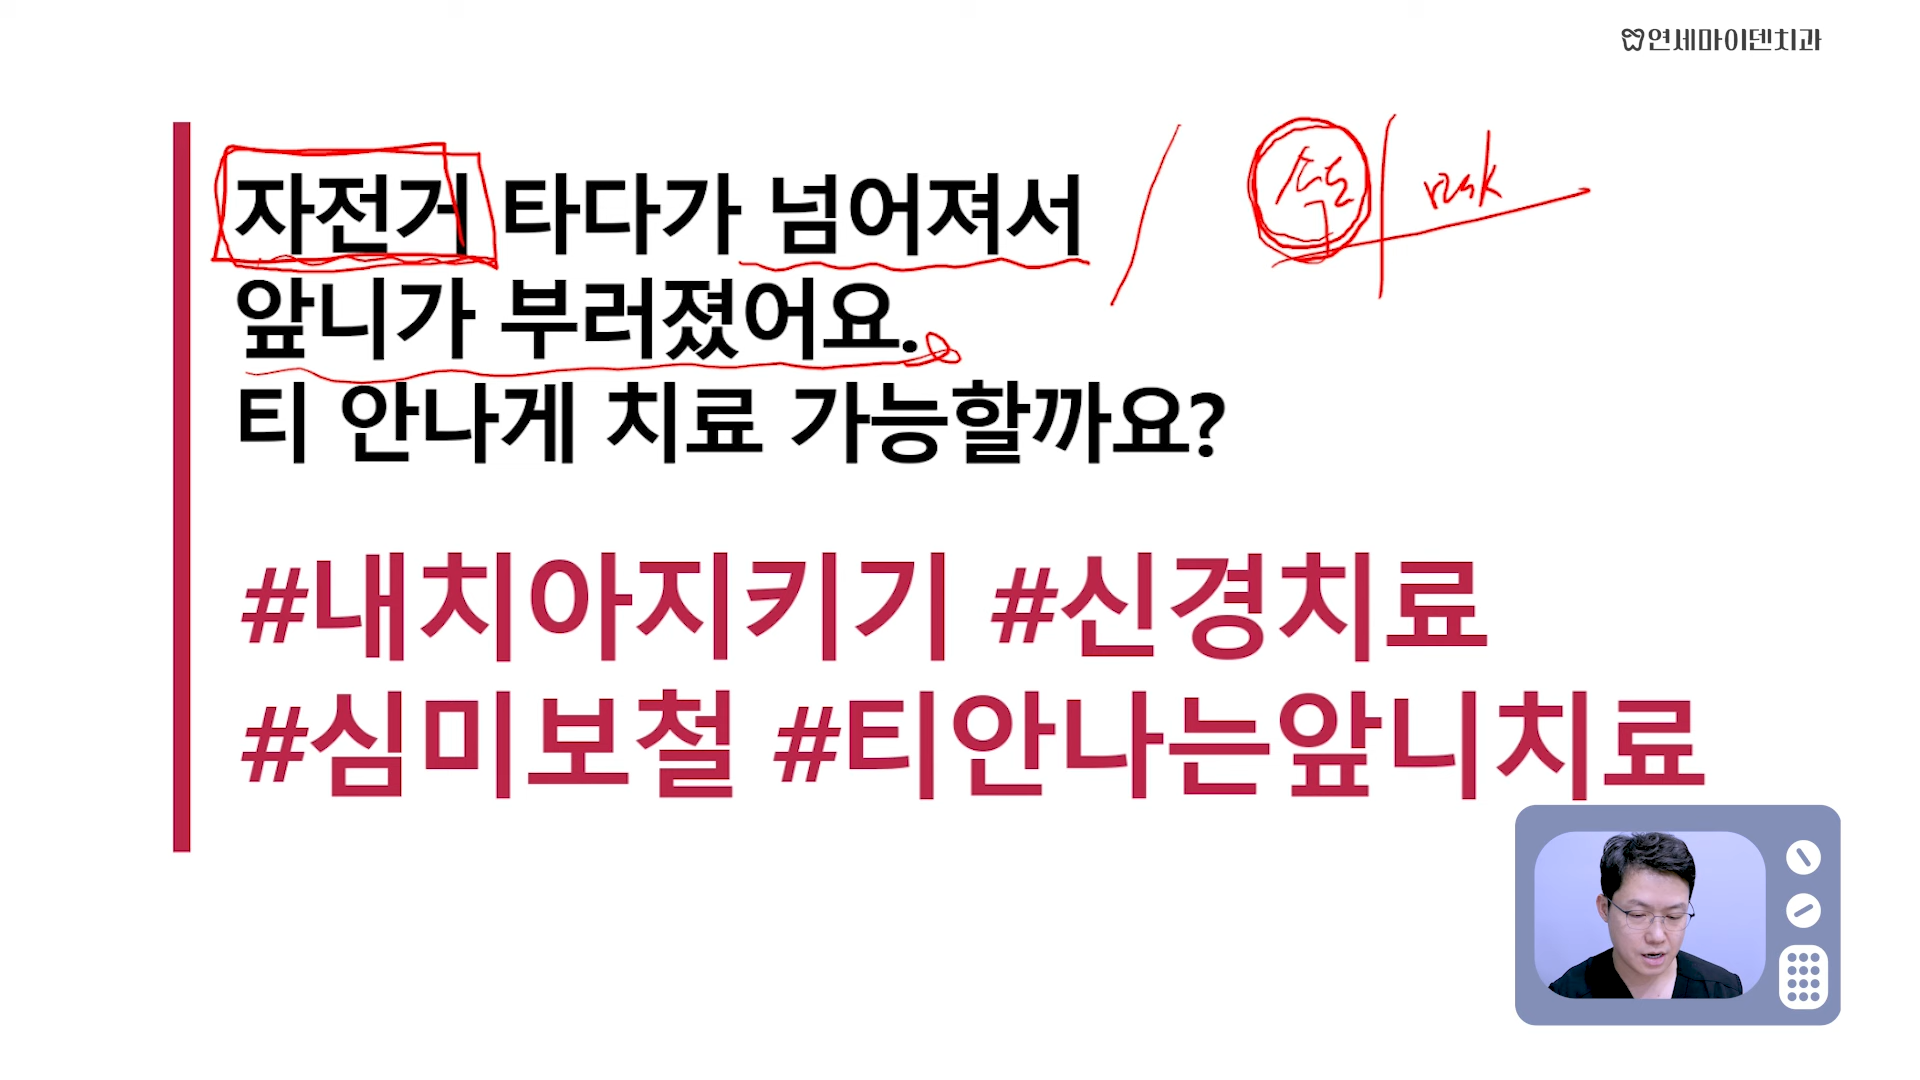 연세마이덴치과
자전거 타다가 넘어져서
속도
risk
앞니가 부러졌어요.
티 안나게 치료 가능할까요?
#내치아지키기 #신경치료
#심미보철 #티안나는앞니치료